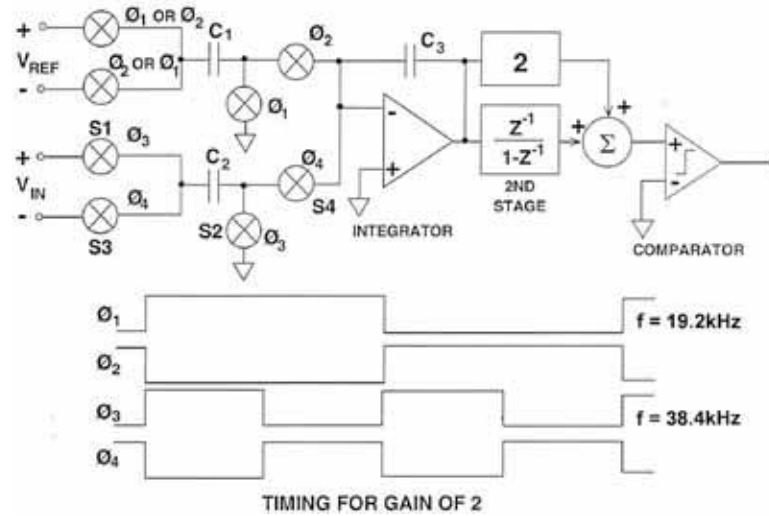 Ø1 OR Ø2
C1
Ø2
C3
+
VREF
-
Ø2 OR Ø1
Ø1
2
+
S1
Ø3
+
VIN
-
Ø4
S3
C2
Ø4
S4
S2
Ø3
-
+
INTEGRATOR
Z-1
1-Z-1
2ND
STAGE
+
Σ
+
-
COMPARATOR
Ø1
f = 19.2kHz
Ø2
Ø3
f = 38.4kHz
Ø4
TIMING FOR GAIN OF 2